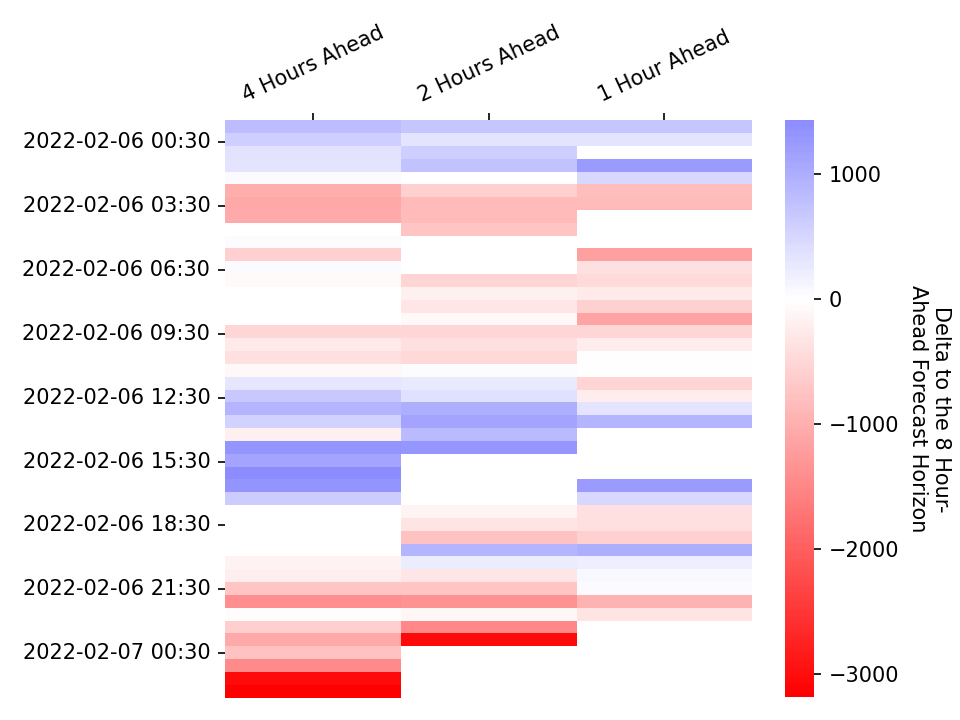 4 Hours Ahead
2 Hours Ahead
1 Hour Ahead
2022-02-06 00:30
2022-02-06 03:30
2022-02-06 06:30
2022-02-06 09:30
2022-02-06 12:30
2022-02-06 15:30
2022-02-06 18:30
2022-02-06 21:30
2022-02-07 00:30
1000
0
−1000
−2000
−3000
Delta to the 8 Hour-
Ahead Forecast Horizon